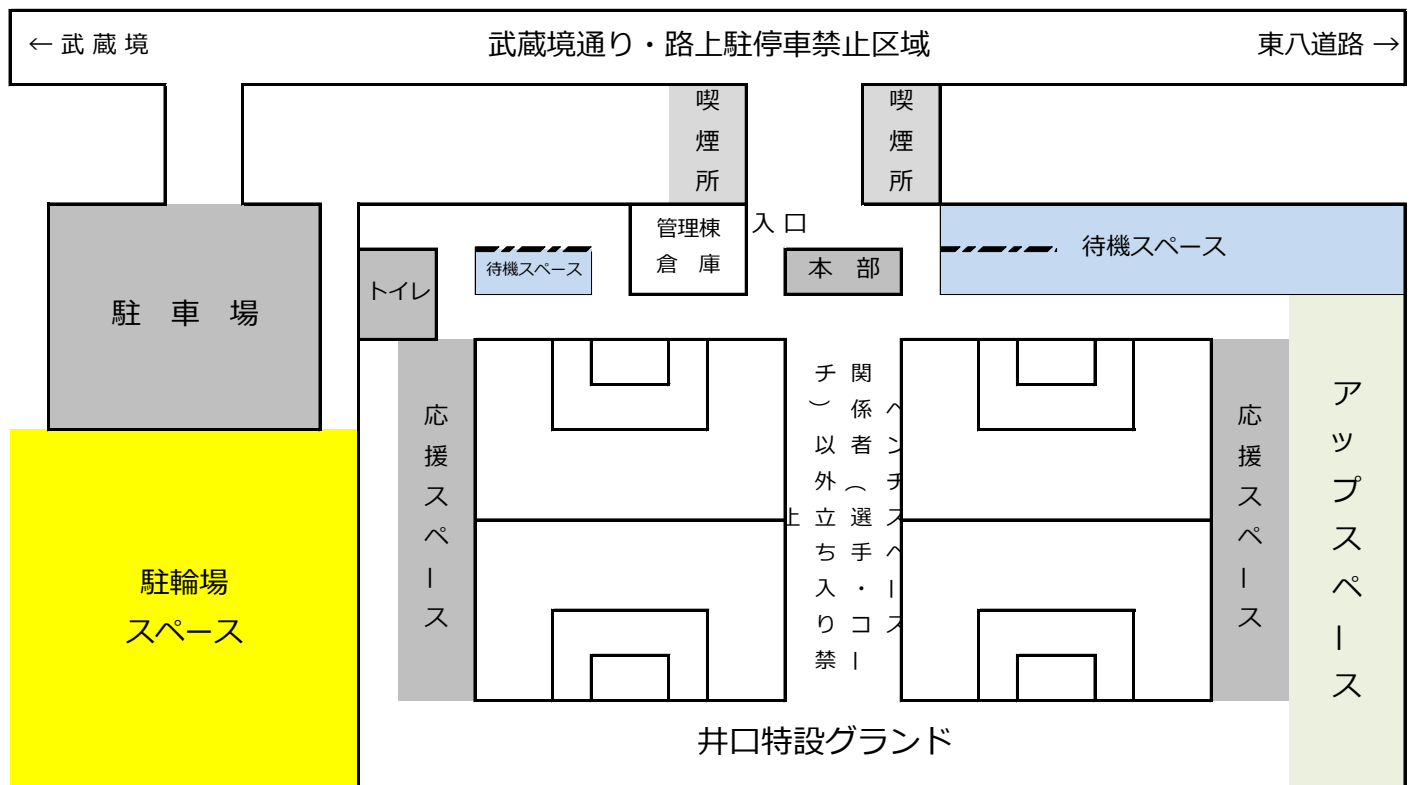 ← 武 蔵 境
武蔵境通り・路上駐停車禁止区域
東八道路 →
喫煙所
喫煙所
入 口
管理棟
倉　庫
待機スペース
本　部
待機スペース
トイレ
駐　車　場
応援スペース
ベンチスペース
関係者（選手・コー
チ）以外立ち入り禁
止
応援スペース
アップスペース
駐輪場
スペース
井口特設グランド